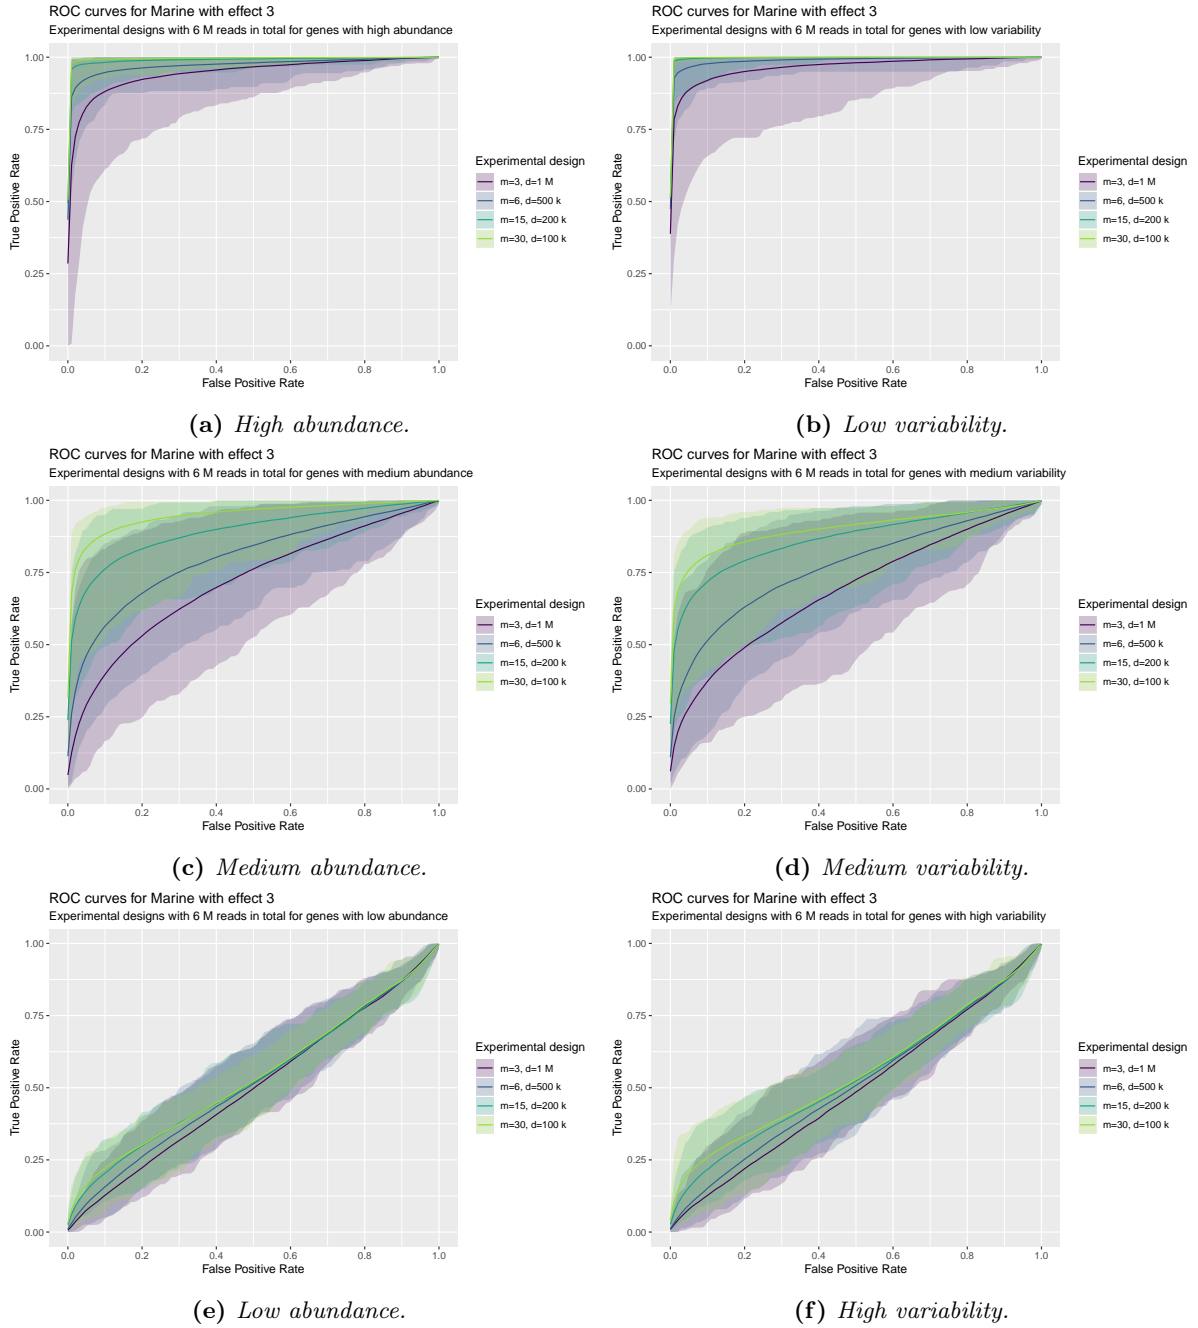 ROC curves for Marine with effect 3
Experimental designs with 6 M reads in total for genes with high abundance
True Positive Rate
1.00
0.75
0.50
0.25
0.00
0.0 0.2 0.4 0.6 0.8 1.0
False Positive Rate
Experimental design
m=3, d=1 M
m=6, d=500 k
m=15, d=200 k
m=30, d=100 k
(a) High abundance.
ROC curves for Marine with effect 3
Experimental designs with 6 M reads in total for genes with low variability
True Positive Rate
1.00
0.75
0.50
0.25
0.00
0.0 0.2 0.4 0.6 0.8 1.0
False Positive Rate
Experimental design
m=3, d=1 M
m=6, d=500 k
m=15, d=200 k
m=30, d=100 k
(b) Low variability.
ROC curves for Marine with effect 3
Experimental designs with 6 M reads in total for genes with medium abundance
True Positive Rate
1.00
0.75
0.50
0.25
0.00
0.0 0.2 0.4 0.6 0.8 1.0
False Positive Rate
Experimental design
m=3, d=1 M
m=6, d=500 k
m=15, d=200 k
m=30, d=100 k
(c) Medium abundance.
ROC curves for Marine with effect 3
Experimental designs with 6 M reads in total for genes with medium variability
True Positive Rate
1.00
0.75
0.50
0.25
0.00
0.0 0.2 0.4 0.6 0.8 1.0
False Positive Rate
Experimental design
m=3, d=1 M
m=6, d=500 k
m=15, d=200 k
m=30, d=100 k
(d) Medium variability.
ROC curves for Marine with effect 3
Experimental designs with 6 M reads in total for genes with low abundance
True Positive Rate
1.00
0.75
0.50
0.25
0.00
0.0 0.2 0.4 0.6 0.8 1.0
False Positive Rate
Experimental design
m=3, d=1 M
m=6, d=500 k
m=15, d=200 k
m=30, d=100 k
(e) Low abundance.
ROC curves for Marine with effect 3
Experimental designs with 6 M reads in total for genes with high variability
True Positive Rate
1.00
0.75
0.50
0.25
0.00
0.0 0.2 0.4 0.6 0.8 1.0
False Positive Rate
Experimental design
m=3, d=1 M
m=6, d=500 k
m=15, d=200 k
m=30, d=100 k
(f) High variability.